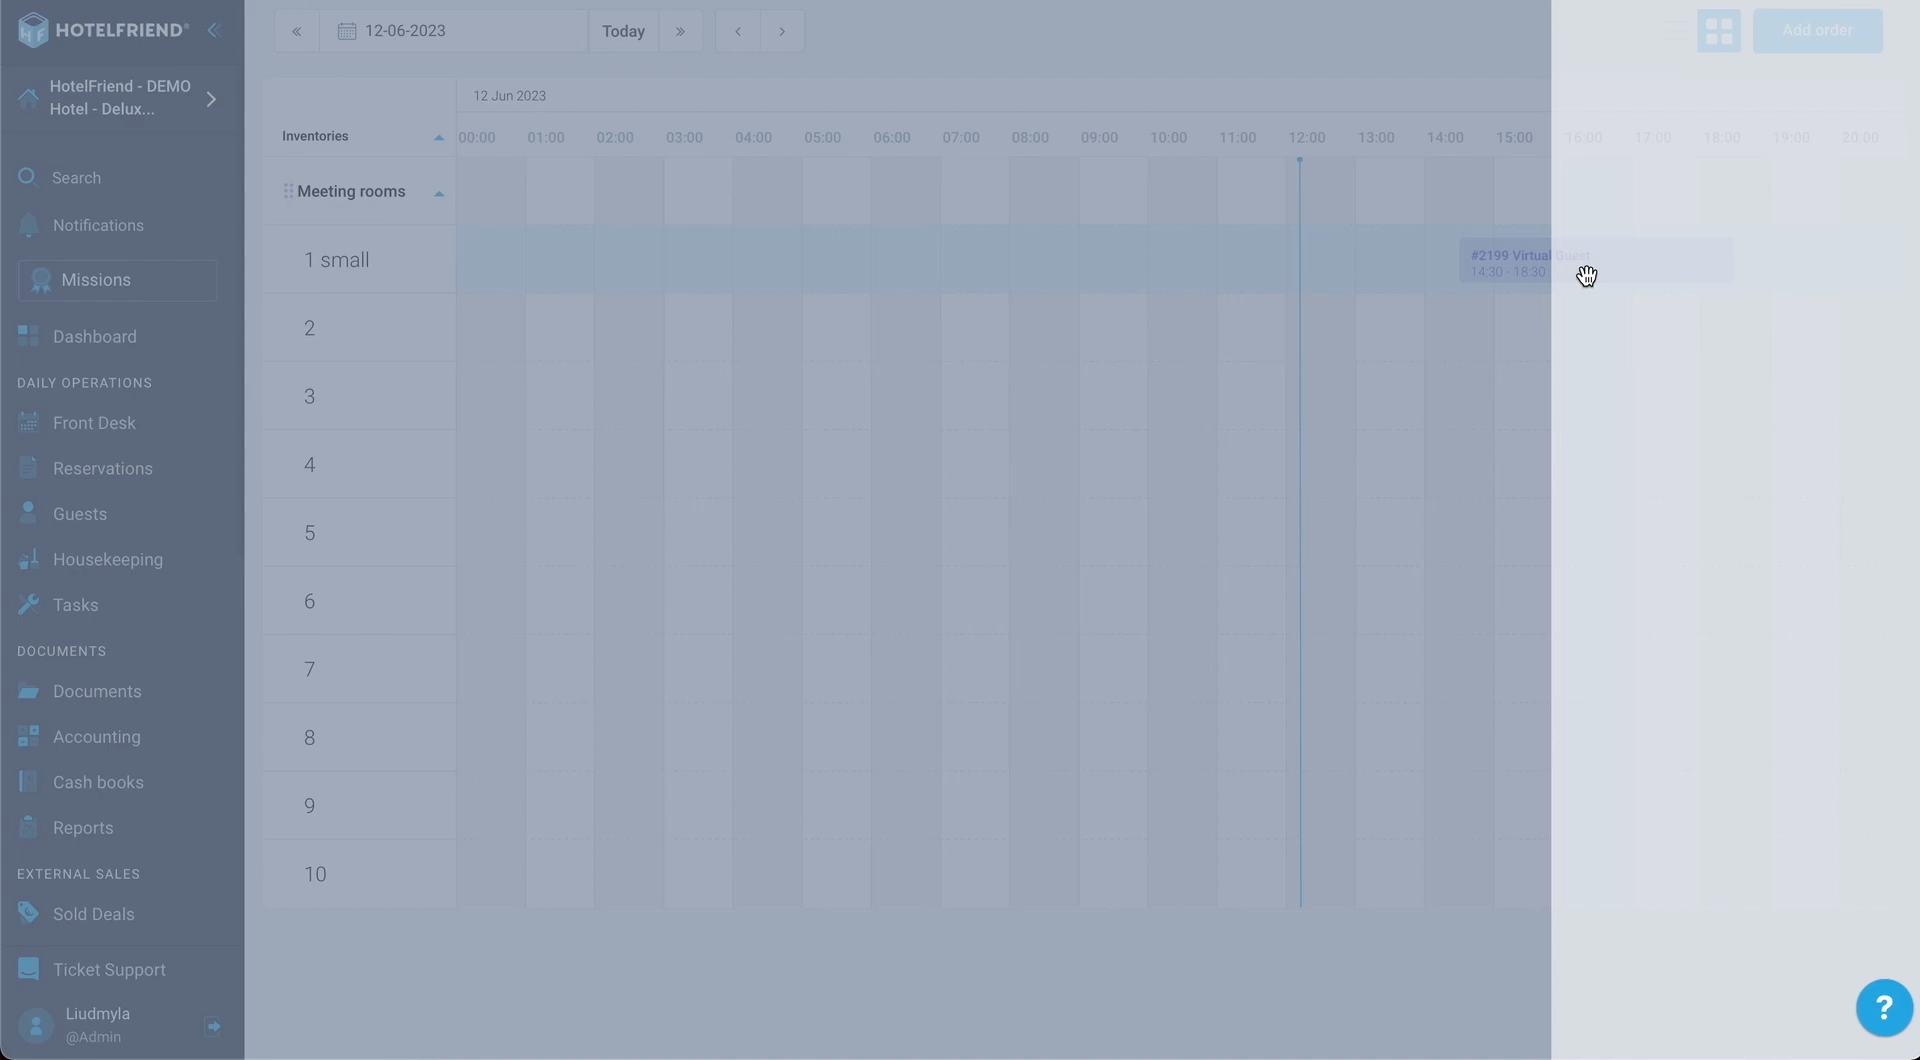 HOTELFRIEND®
HotelFriend - DEMO
Hotel - Delux...
Search
Notifications
Missions
Dashboard
DAILY OPERATIONS
Front Desk
Reservations
Guests
Housekeeping
Tasks
DOCUMENTS
Documents
Accounting
Cash books
Reports
EXTERNAL SALES
Sold Deals
Ticket Support
Liudmyla
@Admin
12-06-2023
Today
Add order
12 Jun 2023
Inventories
00:00 01:00 02:00 03:00 04:00 05:00 06:00 07:00 08:00 09:00 10:00 11:00 12:00 13:00 14:00 15:00 16:00 17:00 18:00 19:00 20:00
Meeting rooms
1 small
#2199 Virtual Guest
14:30 - 18:30
2
3
4
5
6
7
8
9
10
?